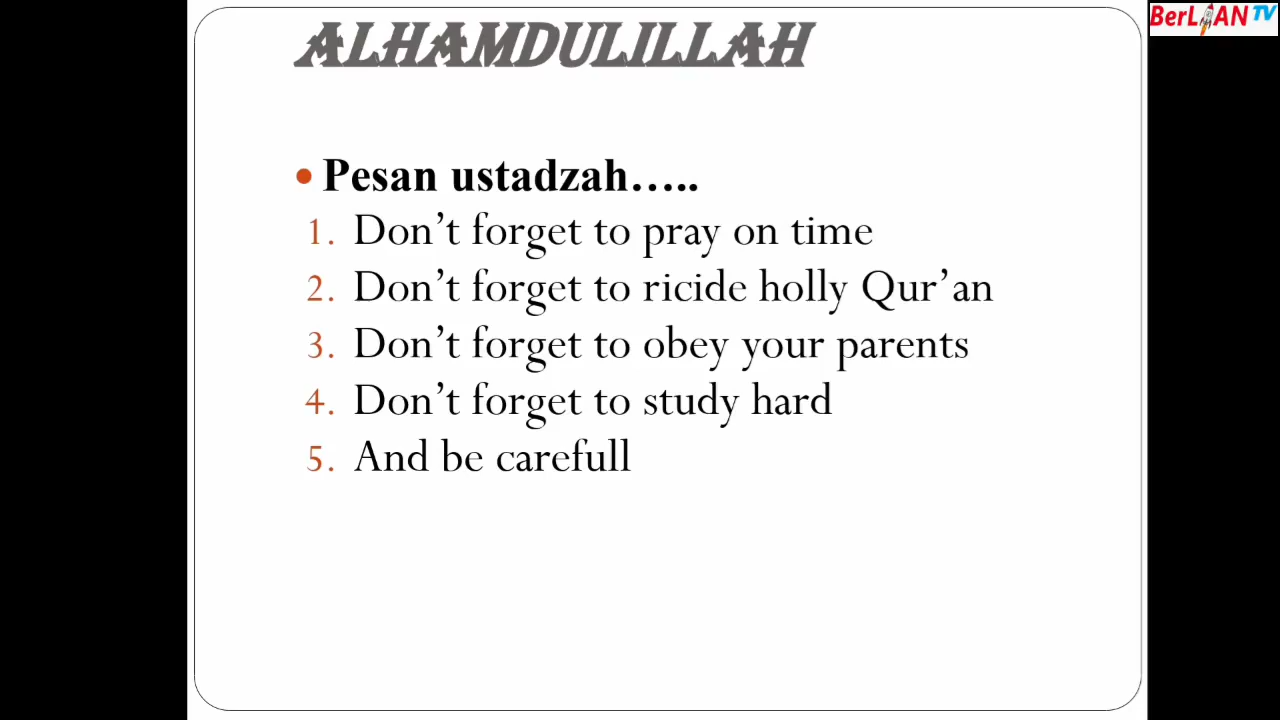 BerLiAN TV
ALHAMDULILLAH
• Pesan ustadzah.....
1. Don't forget to pray on time
2. Don't forget to ricide holly Qur'an
3. Don't forget to obey your parents
4. Don't forget to study hard
5. And be carefull